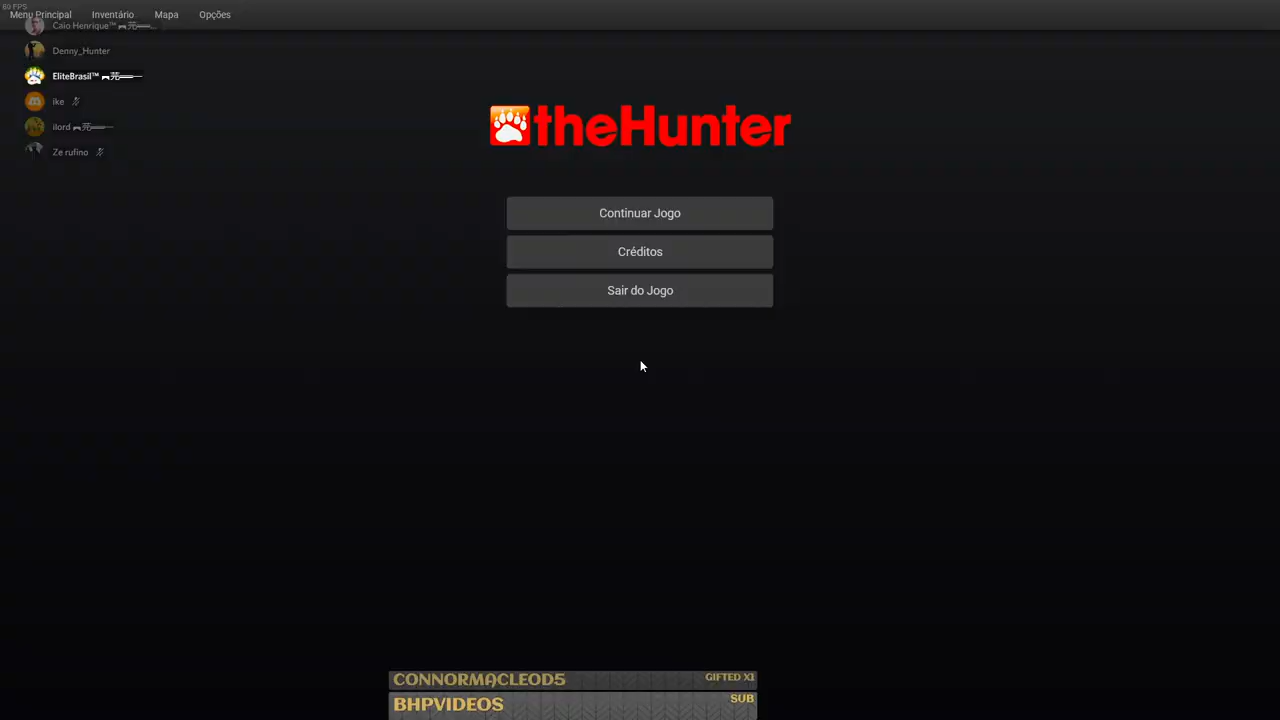 60 FPS
Menu Principal Inventário Mapa Opções
Caio Henrique™
Denny_Hunter
EliteBrasil™
ike
ilord
Ze rufino
theHunter
Continuar Jogo
Créditos
Sair do Jogo
CONNORMACLEOD5 GIFTED X1
BHPVIDEOS SUB